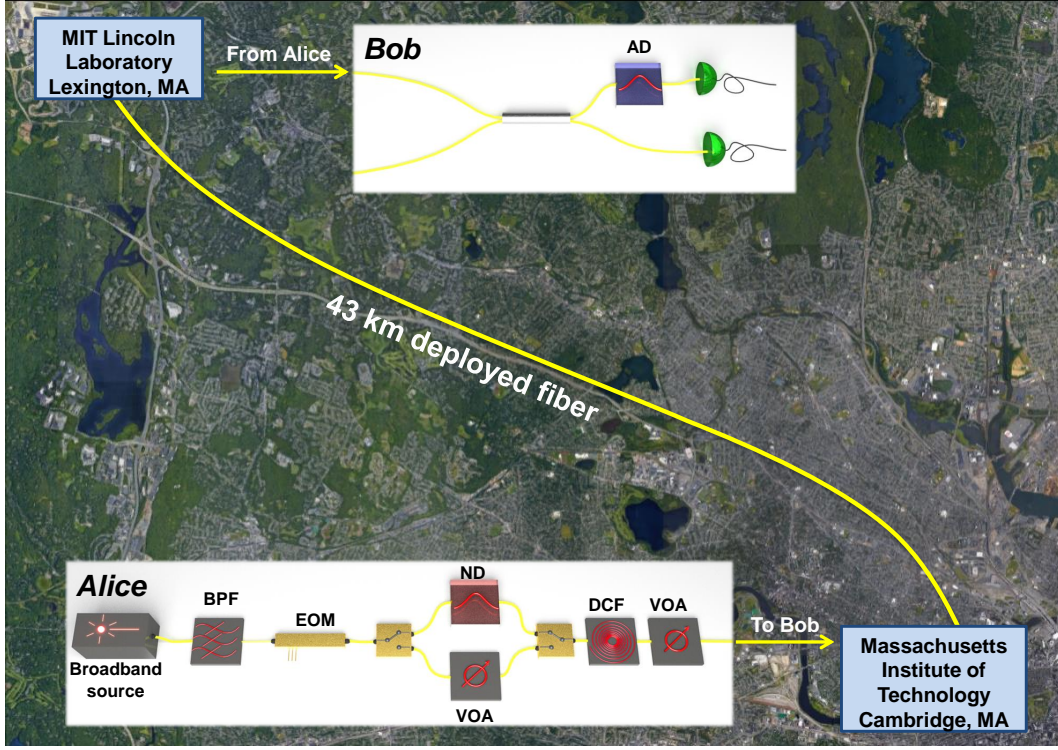 MIT Lincoln
Laboratory
Lexington, MA
From Alice
Bob
AD
43 km deployed fiber
Alice
BPF
EOM
ND
DCF
VOA
Broadband
source
VOA
To Bob
Massachusetts
Institute of
Technology
Cambridge, MA